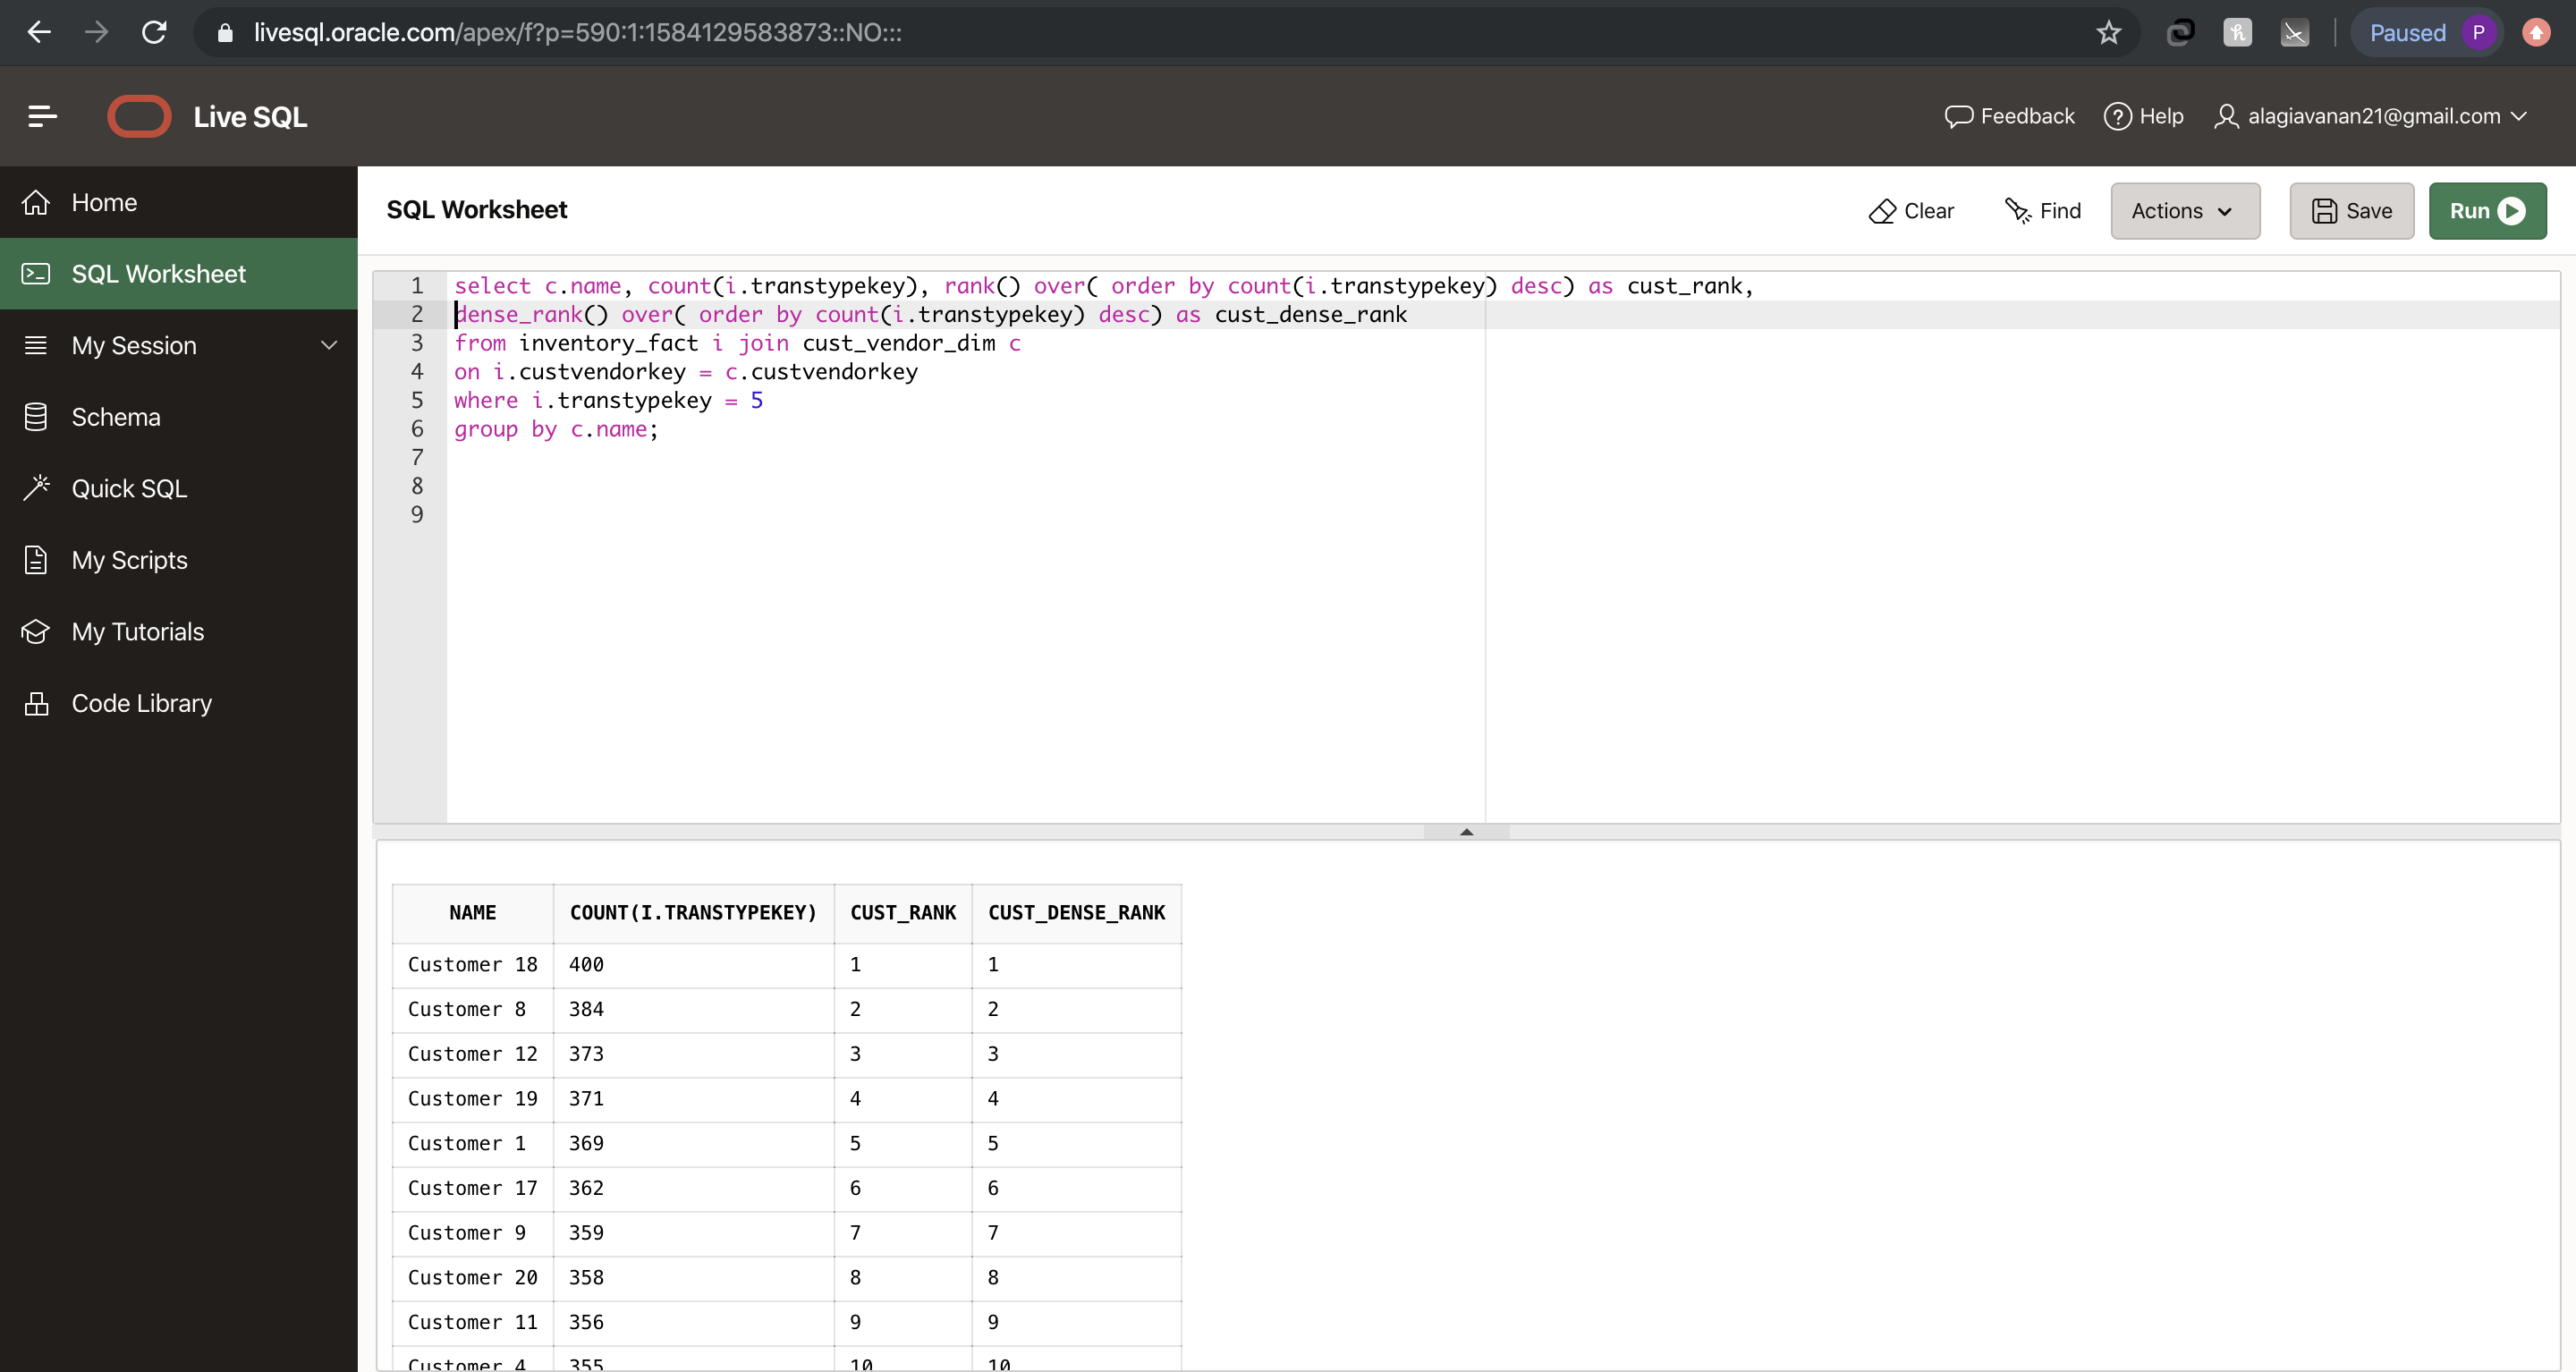 livesql.oracle.com/apex/f?p=590:1:1584129583873::NO:::
Paused P
Live SQL
Feedback
Help
alagiavanan21@gmail.com
Home
SQL Worksheet
My Session
Schema
Quick SQL
My Scripts
My Tutorials
Code Library
SQL Worksheet
Clear
Find
Actions
Save
Run
1 select c.name, count(i.transtypekey), rank() over( order by count(i.transtypekey) desc) as cust_rank,
2 dense_rank() over( order by count(i.transtypekey) desc) as cust_dense_rank
3 from inventory_fact i join cust_vendor_dim c
4 on i.custvendorkey = c.custvendorkey
5 where i.transtypekey = 5
6 group by c.name;
7
8
9
NAME COUNT(I.TRANSTYPEKEY) CUST_RANK CUST_DENSE_RANK
Customer 18 400 1 1
Customer 8 384 2 2
Customer 12 373 3 3
Customer 19 371 4 4
Customer 1 369 5 5
Customer 17 362 6 6
Customer 9 359 7 7
Customer 20 358 8 8
Customer 11 356 9 9
Customer 4 355 10 10